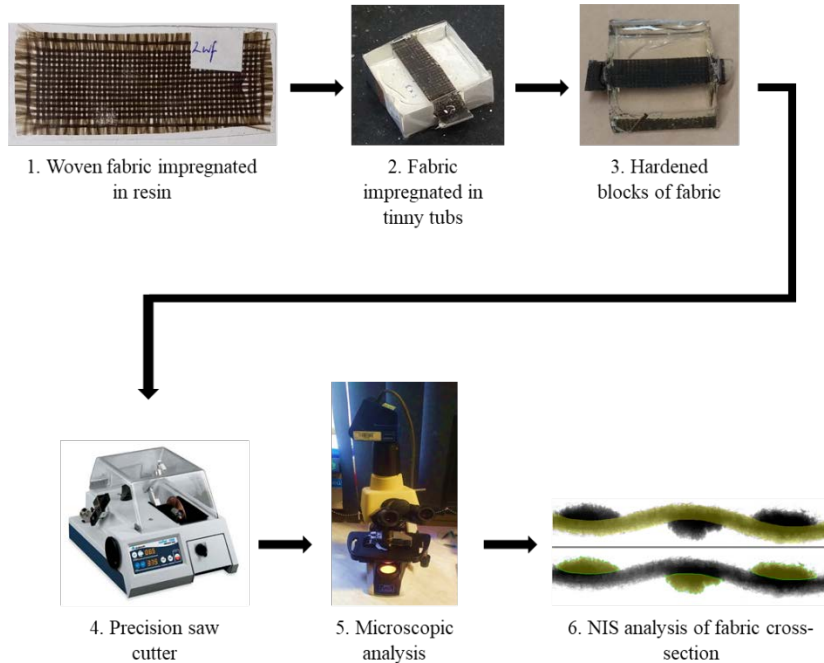 2wf
1. Woven fabric impregnated
in resin
2. Fabric
impregnated in
tinny tubs
3. Hardened
blocks of fabric
4. Precision saw
cutter
5. Microscopic
analysis
6. NIS analysis of fabric cross-
section